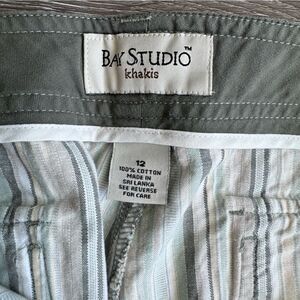 BAY STUDIO™
khakis
12
100% COTTON
MADE IN
SRI LANKA
SEE REVERSE
FOR CARE